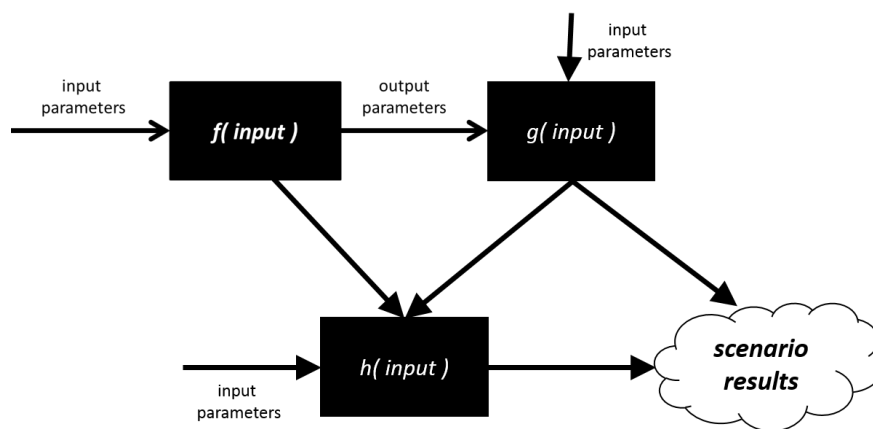 input
parameters
input
parameters
output
parameters
f( input )
g( input )
h( input )
input
parameters
scenario
results